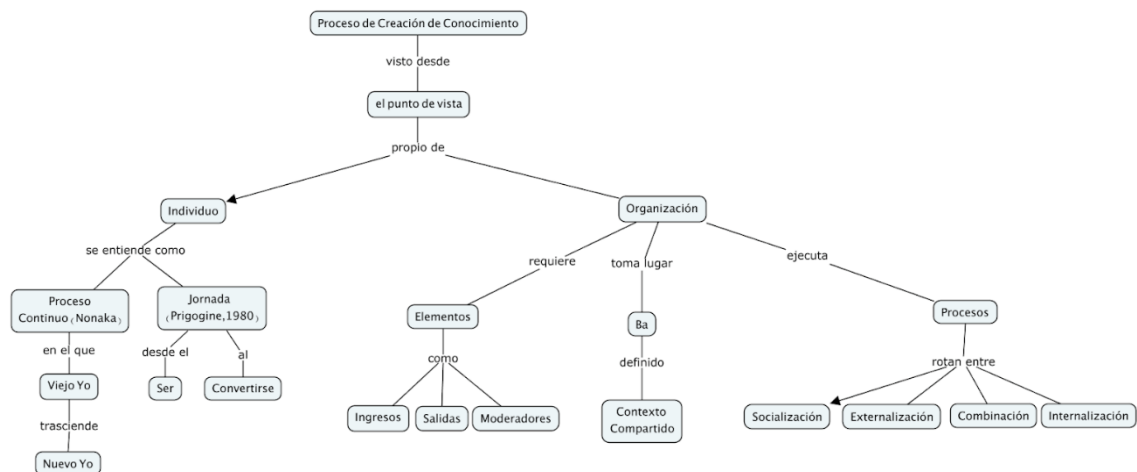 Proceso de Creación de Conocimiento
visto desde
el punto de vista
propio de
Individuo
Organización
se entiende como
requiere
toma lugar
ejecuta
Proceso
Continuo (Nonaka)
Jornada
(Prigogine,1980)
Elementos
Ba
Procesos
en el que
desde el
al
como
definido
rotan entre
Viejo Yo
Ser
Convertirse
Ingresos
Salidas
Moderadores
Contexto
Compartido
Socialización
Externalización
Combinación
Internalización
trasciende
Nuevo Yo